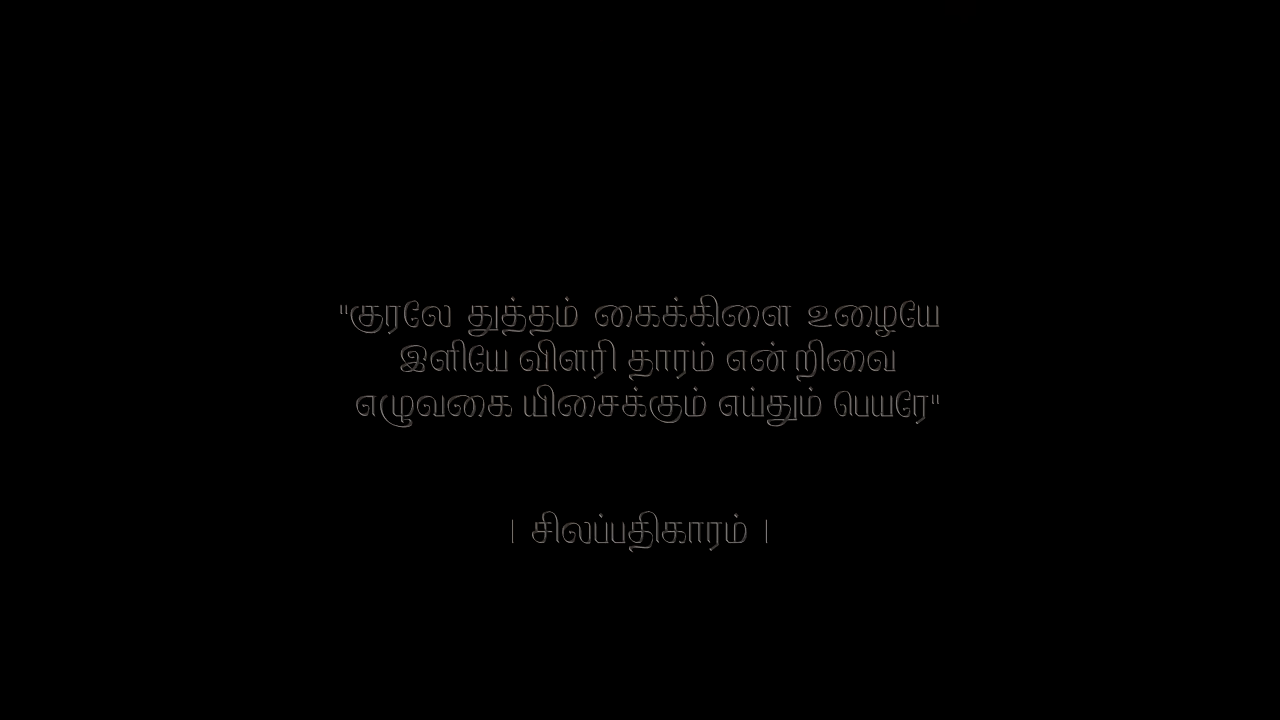 "குரலே துத்தம் கைக்கிளை உழையே
இளியே விளரி தாரம் என் றிவை
எழுவகை யிசைக்கும் எய்தும் பெயரே"
| சிலப்பதிகாரம் |